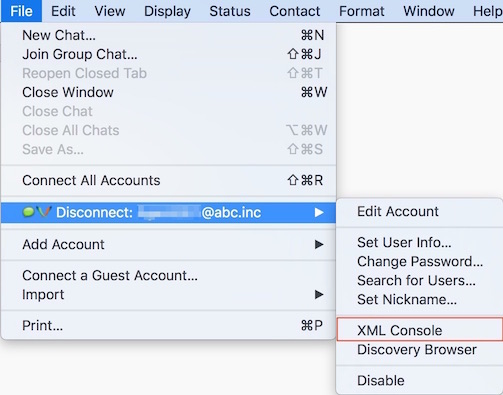 File Edit View Display Status Contact Format Window Help
New Chat... ⌘N
Join Group Chat... ⇧⌘J
Reopen Closed Tab ⇧⌘T
Close Window ⌘W
Close Chat
Close All Chats ⌥⌘W
Save As... ⇧⌘S
Connect All Accounts ⇧⌘R
Disconnect: @abc.inc ▶
Add Account ▶
Connect a Guest Account...
Import ▶
Print... ⌘P
Edit Account
Set User Info...
Change Password...
Search for Users...
Set Nickname...
XML Console
Discovery Browser
Disable